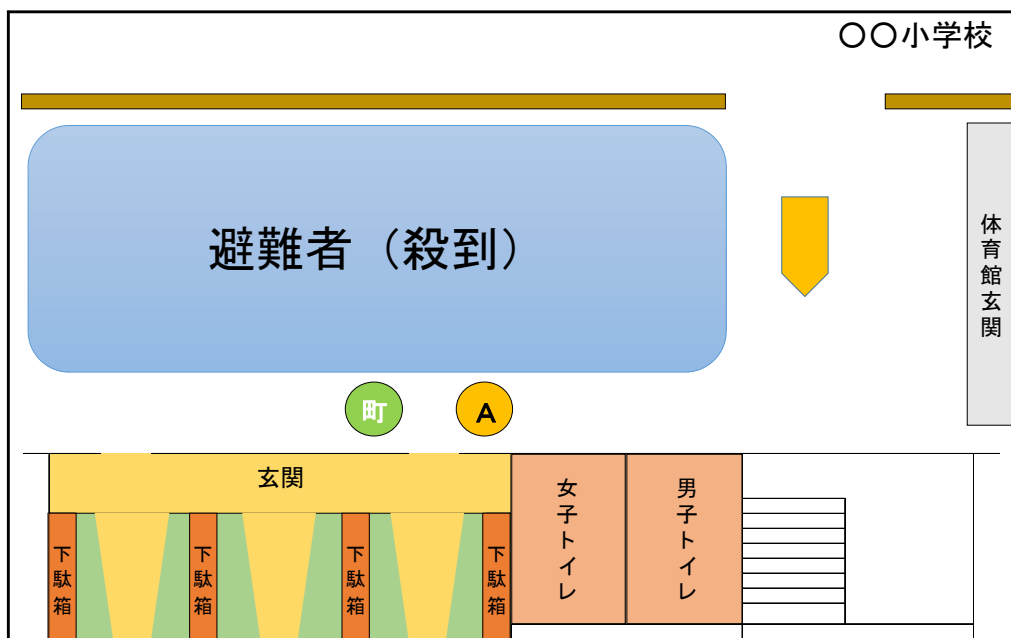 〇〇小学校
避難者（殺到）
体育館玄関
町
A
玄関
女子トイレ
男子トイレ
下駄箱
下駄箱
下駄箱
下駄箱